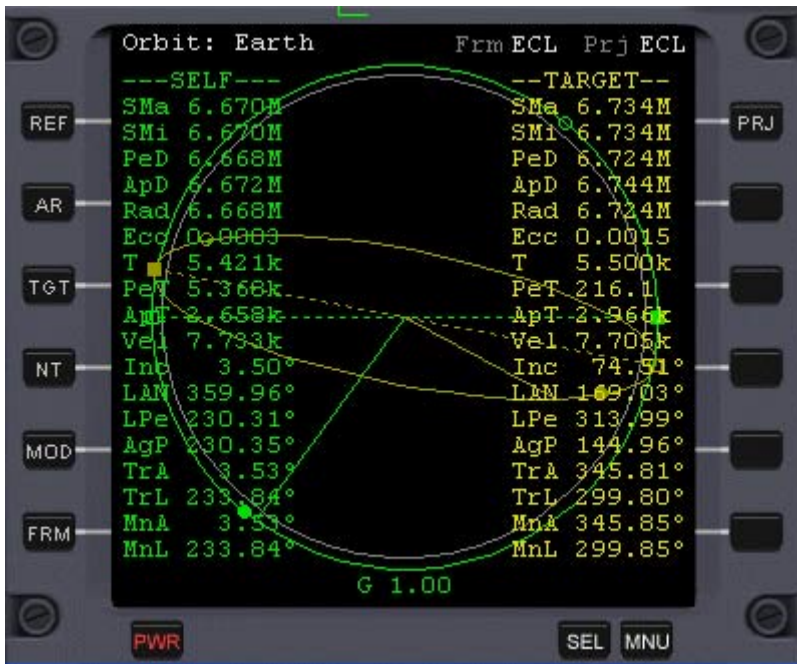 Orbit: Earth Frm ECL Prj ECL
---SELF--- --TARGET--
SMa 6.670M SMa 6.734M
SMi 6.670M SMi 6.734M
PeD 6.668M PeD 6.724M
ApD 6.672M ApD 6.744M
Rad 6.668M Rad 6.724M
Ecc 0.0003 Ecc 0.0015
T 5.421k T 5.500k
PeT 5.368k PeT 216.1
ApT 2.658k ApT 2.966k
Vel 7.733k Vel 7.705k
Inc 3.50° Inc 74.51°
LAN 359.96° LAN 169.03°
LPe 230.31° LPe 313.99°
AgP 230.35° AgP 144.96°
TrA 3.53° TrA 345.81°
TrL 233.84° TrL 299.80°
MnA 3.53° MnA 345.85°
MnL 233.84° MnL 299.85°
G 1.00
REF
AR
TGT
NT
MOD
FRM
PRJ
PWR SEL MNU